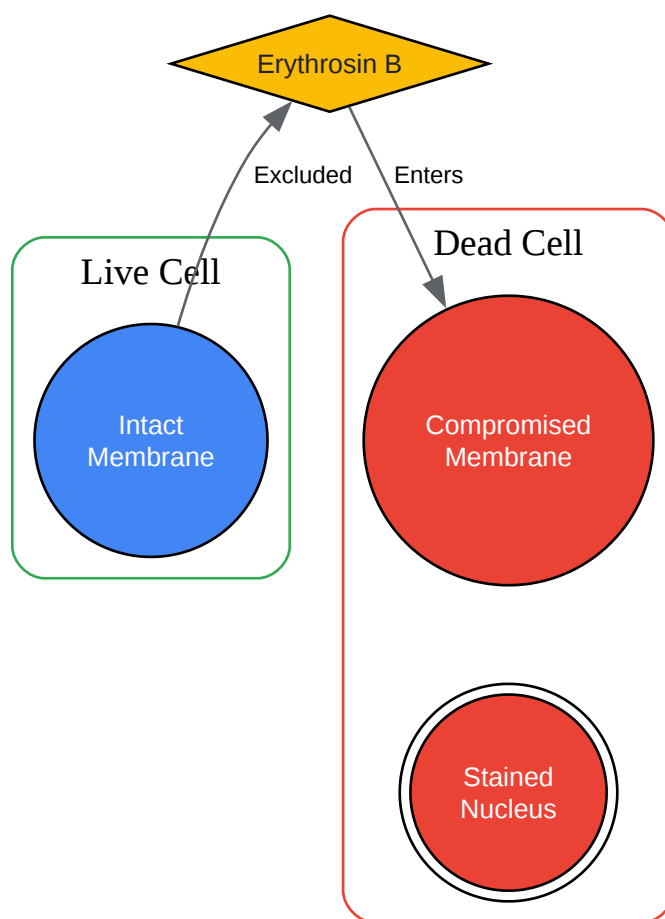 Erythrosin B
Excluded
Enters
Live Cell
Dead Cell
Intact
Membrane
Compromised
Membrane
Stained
Nucleus